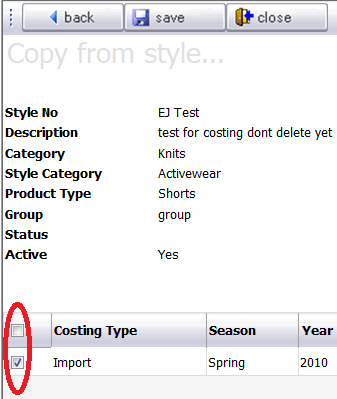 back save close
Copy from style...
Style No EJ Test
Description test for costing dont delete yet
Category Knits
Style Category Activewear
Product Type Shorts
Group group
Status
Active Yes
Costing Type Season Year
Import Spring 2010